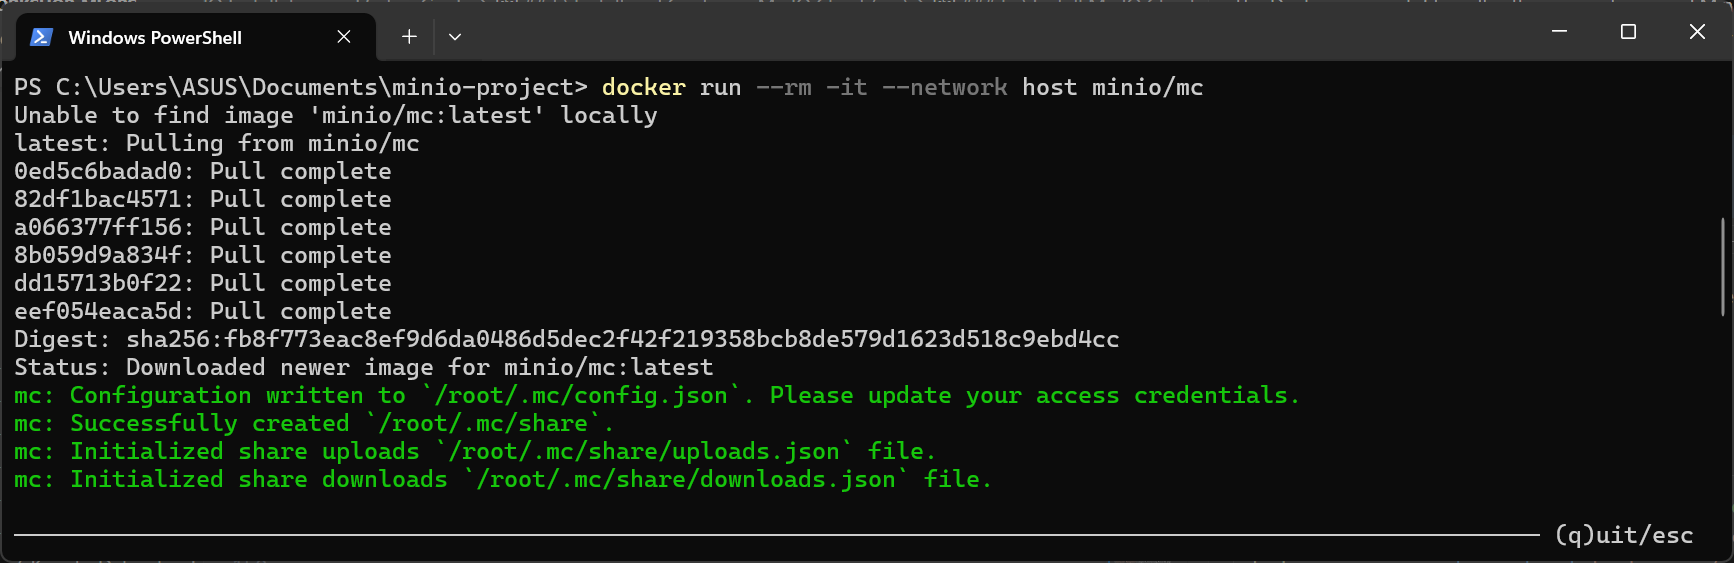 Windows PowerShell
PS C:\Users\ASUS\Documents\minio-project> docker run --rm -it --network host minio/mc
Unable to find image 'minio/mc:latest' locally
latest: Pulling from minio/mc
0ed5c6badad0: Pull complete
82df1bac4571: Pull complete
a066377ff156: Pull complete
8b059d9a834f: Pull complete
dd15713b0f22: Pull complete
eef054eaca5d: Pull complete
Digest: sha256:fb8f773eac8ef9d6da0486d5dec2f42f219358bcb8de579d1623d518c9ebd4cc
Status: Downloaded newer image for minio/mc:latest
mc: Configuration written to `/root/.mc/config.json`. Please update your access credentials.
mc: Successfully created `/root/.mc/share`.
mc: Initialized share uploads `/root/.mc/share/uploads.json` file.
mc: Initialized share downloads `/root/.mc/share/downloads.json` file.
(q)uit/esc